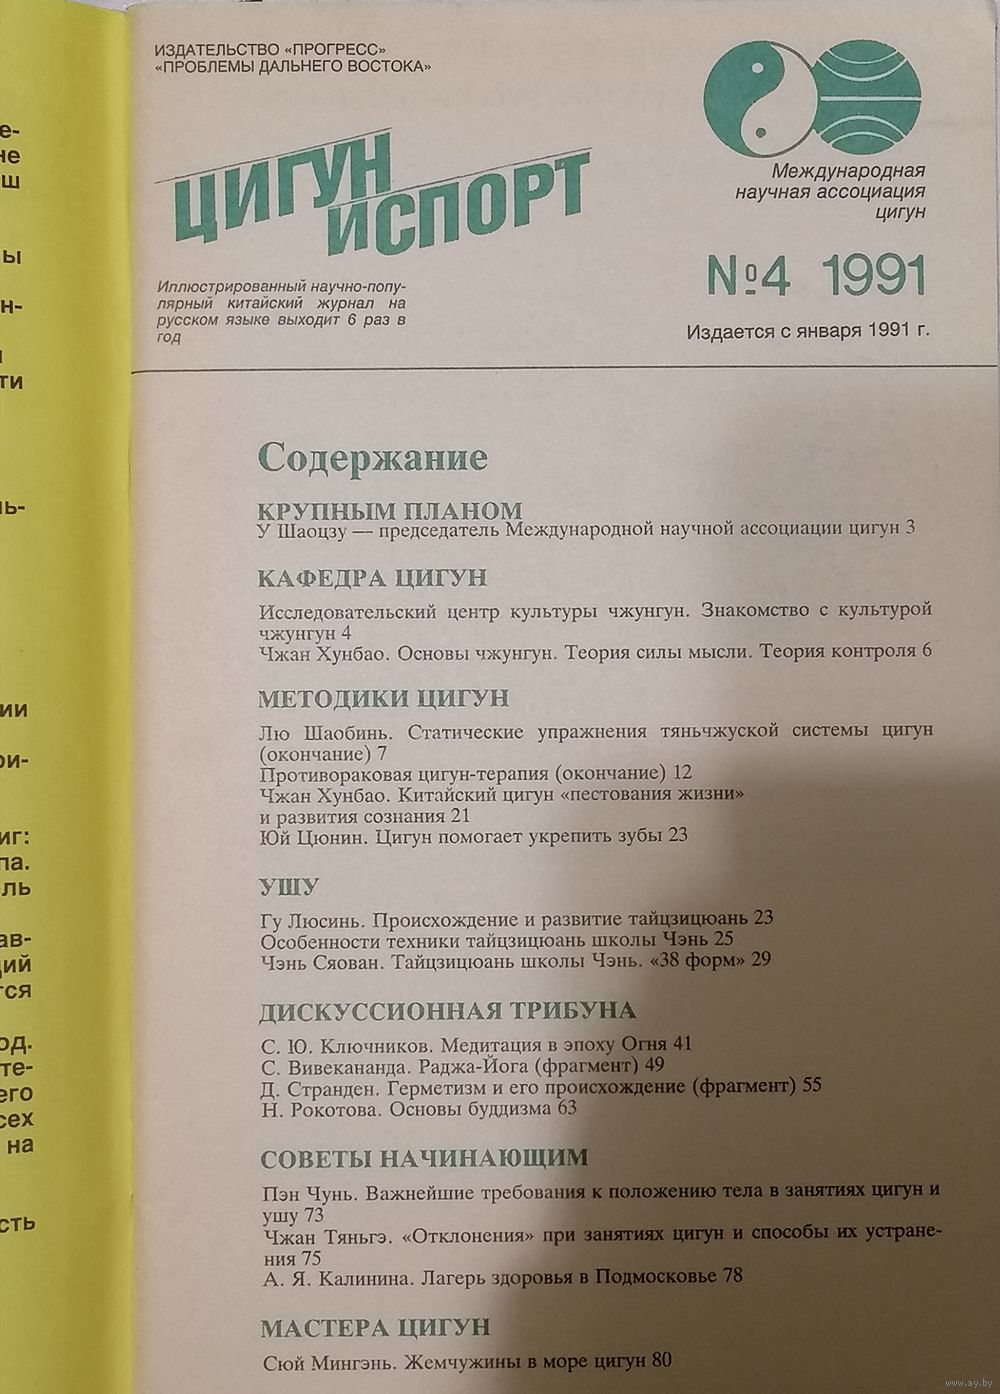 ИЗДАТЕЛЬСТВО «ПРОГРЕСС»
«ПРОБЛЕМЫ ДАЛЬНЕГО ВОСТОКА»
ЦИГУН
И СПОРТ
Иллюстрированный научно-попу-
лярный китайский журнал на
русском языке выходит 6 раз в
год
Международная
научная ассоциация
цигун
№4 1991
Издается с января 1991 г.
Содержание
КРУПНЫМ ПЛАНОМ
У Шаоцзу — председатель Международной научной ассоциации цигун 3
КАФЕДРА ЦИГУН
Исследовательский центр культуры чжунгун. Знакомство с культурой
чжунгун 4
Чжан Хунбао. Основы чжунгун. Теория силы мысли. Теория контроля 6
МЕТОДИКИ ЦИГУН
Лю Шаобинь. Статические упражнения тяньчжуской системы цигун
(окончание) 7
Противораковая цигун-терапия (окончание) 12
Чжан Хунбао. Китайский цигун «пестования жизни»
и развития сознания 21
Юй Цюнин. Цигун помогает укрепить зубы 23
УШУ
Гу Люсинь. Происхождение и развитие тайцзицюань 23
Особенности техники тайцзицюань школы Чэнь 25
Чэнь Сяован. Тайцзицюань школы Чэнь. «38 форм» 29
ДИСКУССИОННАЯ ТРИБУНА
С. Ю. Ключников. Медитация в эпоху Огня 41
С. Вивекананда. Раджа-Йога (фрагмент) 49
Д. Странден. Герметизм и его происхождение (фрагмент) 55
Н. Рокотова. Основы буддизма 63
СОВЕТЫ НАЧИНАЮЩИМ
Пэн Чунь. Важнейшие требования к положению тела в занятиях цигун и
ушу 73
Чжан Тяньгэ. «Отклонения» при занятиях цигун и способы их устране-
ния 75
А. Я. Калинина. Лагерь здоровья в Подмосковье 78
МАСТЕРА ЦИГУН
Сюй Мингэнь. Жемчужины в море цигун 80
www.ay.by